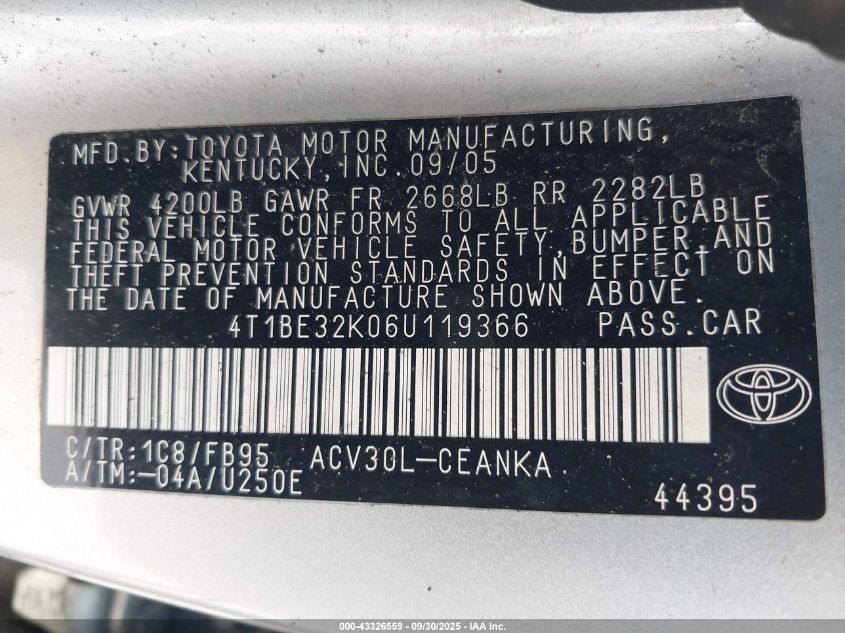 MFD.BY:TOYOTA MOTOR MANUFACTURING,
KENTUCKY,INC.09/05
GVWR 4200LB GAWR FR 2668LB RR 2282LB
THIS VEHICLE CONFORMS TO ALL APPLICABLE
FEDERAL MOTOR VEHICLE SAFETY,BUMPER,AND
THEFT PREVENTION STANDARDS IN EFFECT ON
THE DATE OF MANUFACTURE SHOWN ABOVE.
4T1BE32K06U119366 PASS.CAR
C/TR:1C8/FB95 ACV30L-CEANKA
A/TM:-04A/U250E
44395
000-43326559 — 09/30/2025 — IAA Inc.